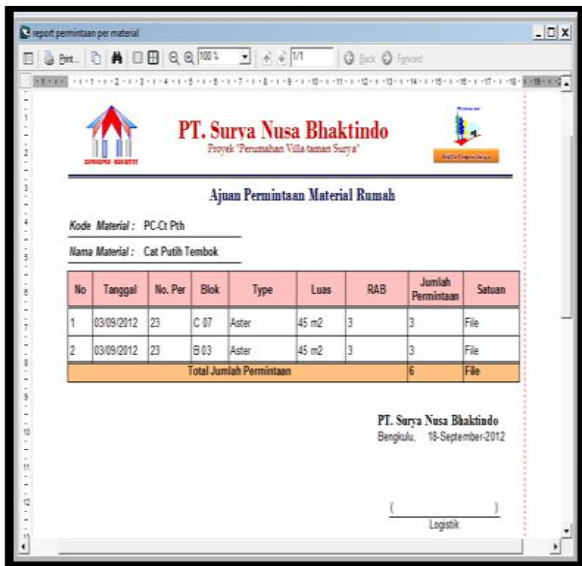 report permintaan per material
Print... 100% 1/1 Back Forward
PT. Surya Nusa Bhaktindo
Proyek "Perumahan Villa taman Surya"
Ajuan Permintaan Material Rumah
Kode Material : PC-Ct Pth
Nama Material : Cat Putih Tembok
No Tanggal No. Per Blok Type Luas RAB Jumlah Permintaan Satuan
1 03/09/2012 23 C 07 Aster 45 m2 3 3 File
2 03/09/2012 23 B 03 Aster 45 m2 3 3 File
Total Jumlah Permintaan 6 File
PT. Surya Nusa Bhaktindo
Bengkulu, 18-September-2012
( )
Logistik